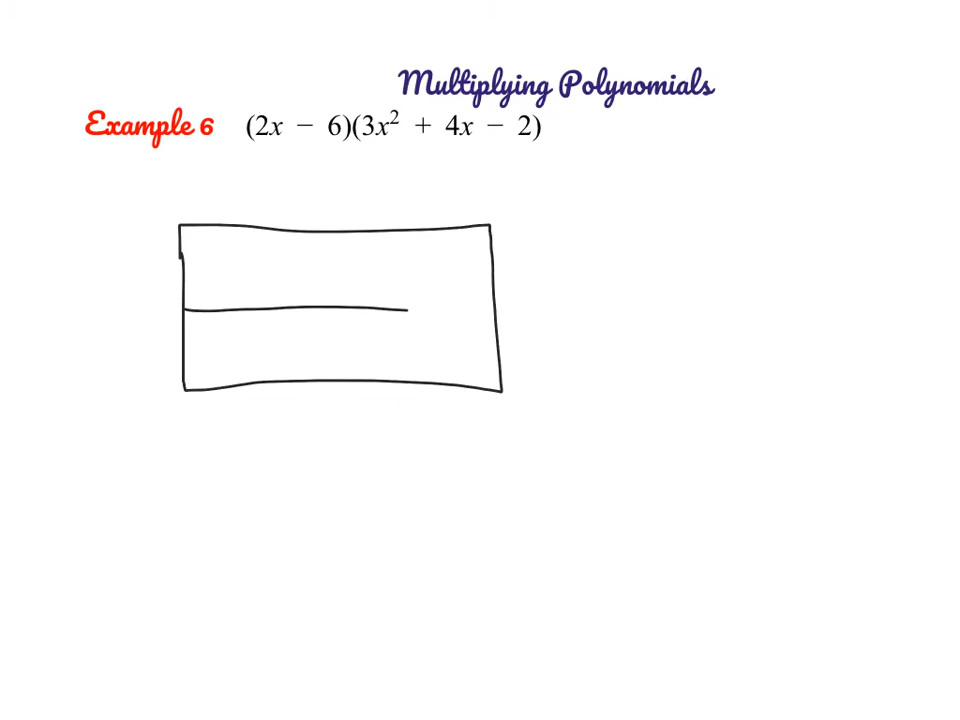 Multiplying Polynomials
Example 6 (2x − 6)(3x² + 4x − 2)